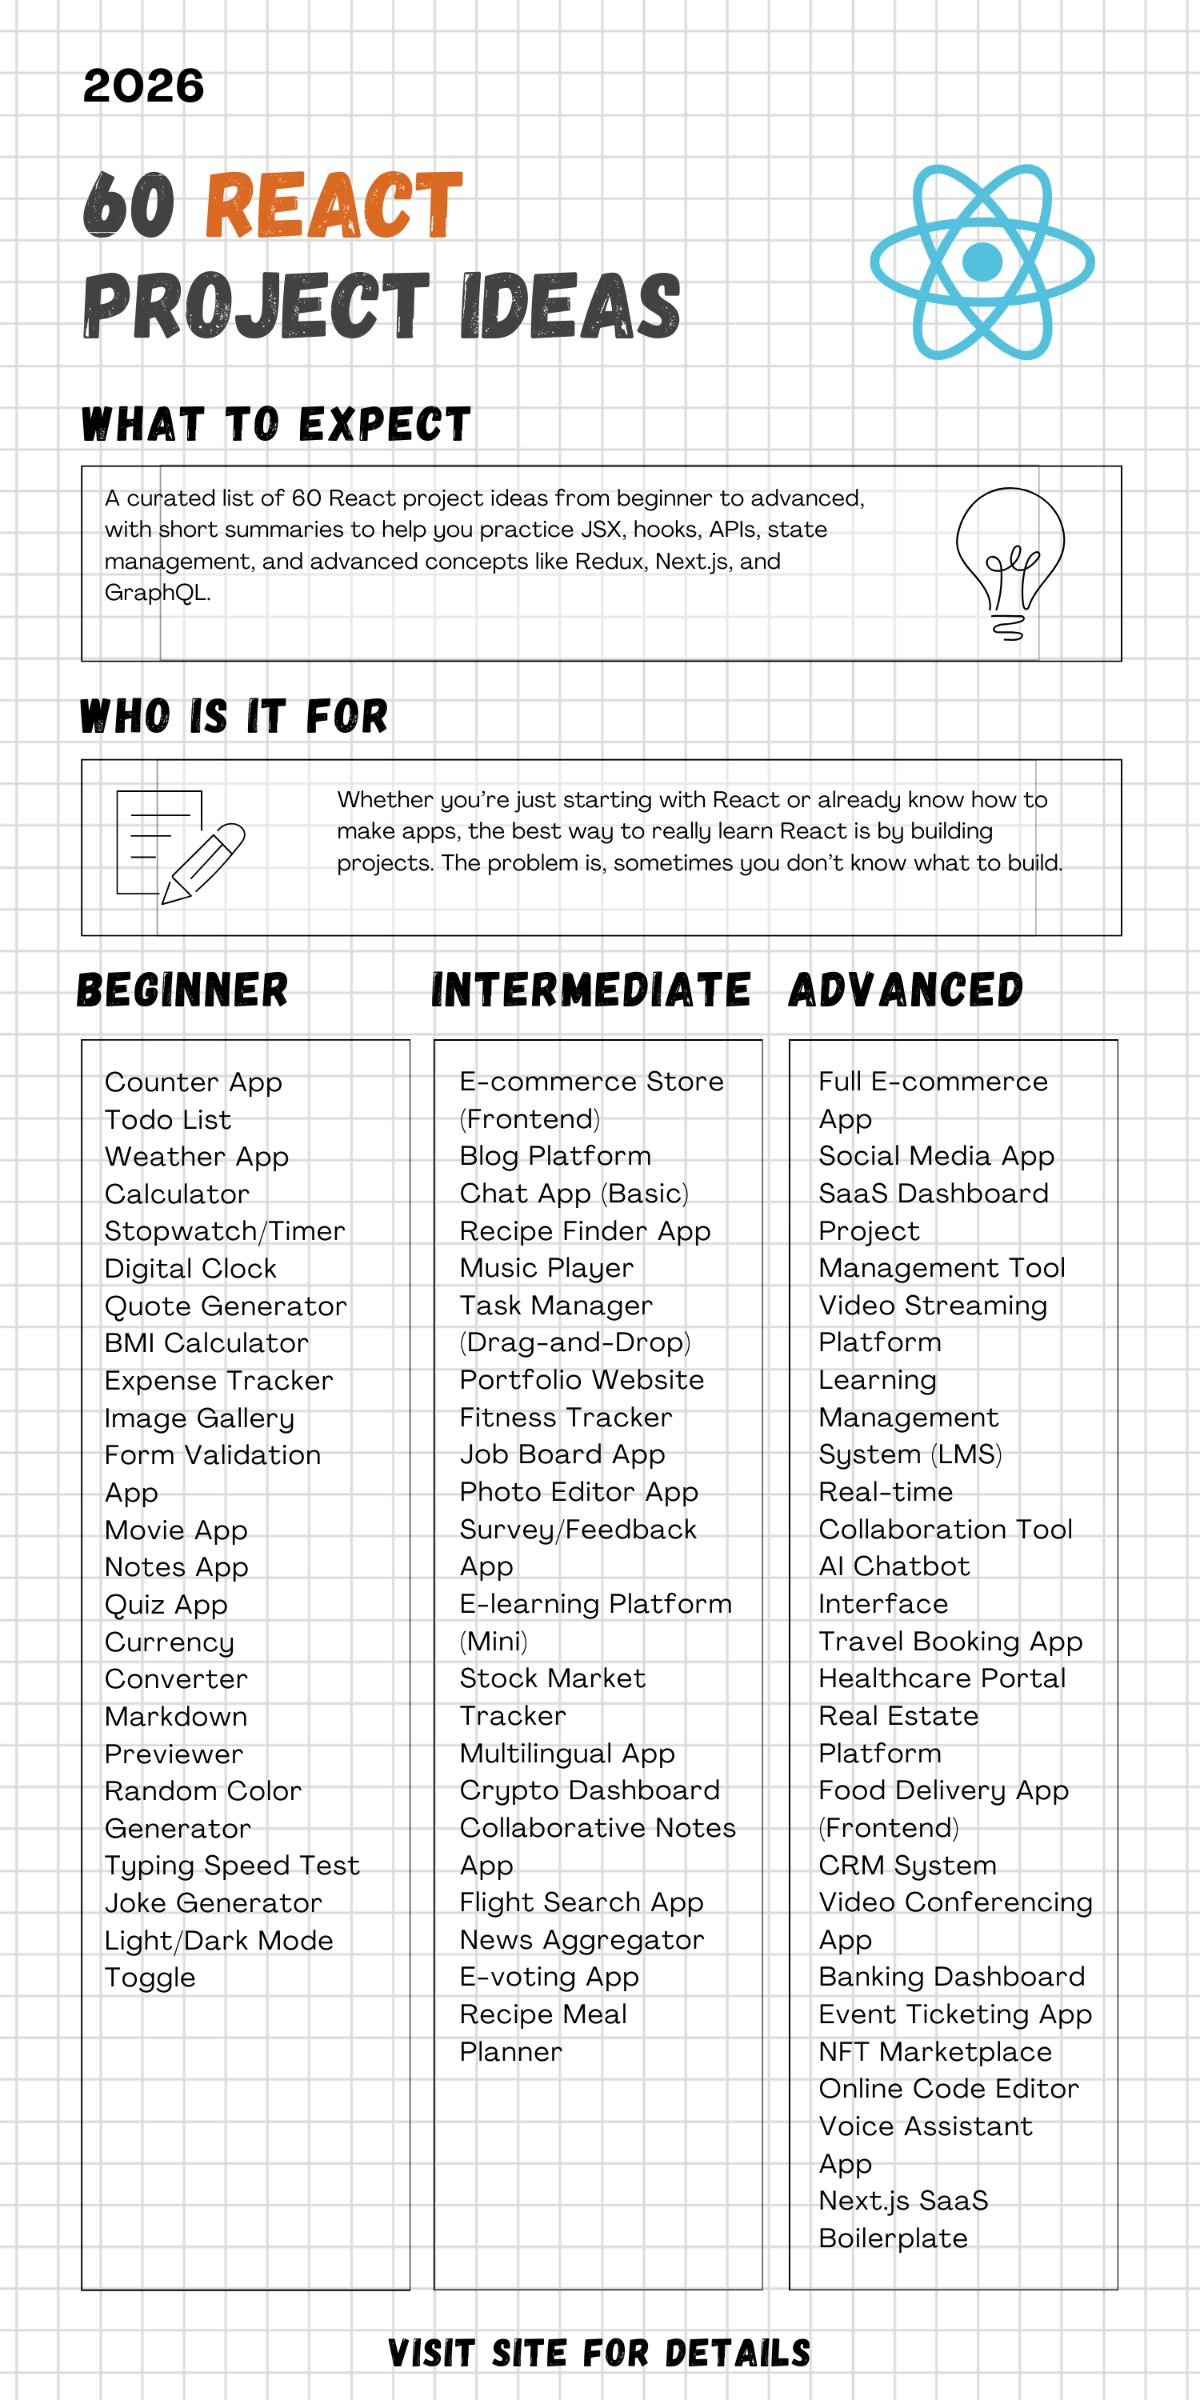 2026
60 REACT
PROJECT IDEAS
WHAT TO EXPECT
A curated list of 60 React project ideas from beginner to advanced,
with short summaries to help you practice JSX, hooks, APIs, state
management, and advanced concepts like Redux, Next.js, and
GraphQL.
WHO IS IT FOR
Whether you're just starting with React or already know how to
make apps, the best way to really learn React is by building
projects. The problem is, sometimes you don't know what to build.
BEGINNER
Counter App
Todo List
Weather App
Calculator
Stopwatch/Timer
Digital Clock
Quote Generator
BMI Calculator
Expense Tracker
Image Gallery
Form Validation
App
Movie App
Notes App
Quiz App
Currency
Converter
Markdown
Previewer
Random Color
Generator
Typing Speed Test
Joke Generator
Light/Dark Mode
Toggle
INTERMEDIATE
E-commerce Store
(Frontend)
Blog Platform
Chat App (Basic)
Recipe Finder App
Music Player
Task Manager
(Drag-and-Drop)
Portfolio Website
Fitness Tracker
Job Board App
Photo Editor App
Survey/Feedback
App
E-learning Platform
(Mini)
Stock Market
Tracker
Multilingual App
Crypto Dashboard
Collaborative Notes
App
Flight Search App
News Aggregator
E-voting App
Recipe Meal
Planner
ADVANCED
Full E-commerce
App
Social Media App
SaaS Dashboard
Project
Management Tool
Video Streaming
Platform
Learning
Management
System (LMS)
Real-time
Collaboration Tool
AI Chatbot
Interface
Travel Booking App
Healthcare Portal
Real Estate
Platform
Food Delivery App
(Frontend)
CRM System
Video Conferencing
App
Banking Dashboard
Event Ticketing App
NFT Marketplace
Online Code Editor
Voice Assistant
App
Next.js SaaS
Boilerplate
VISIT SITE FOR DETAILS